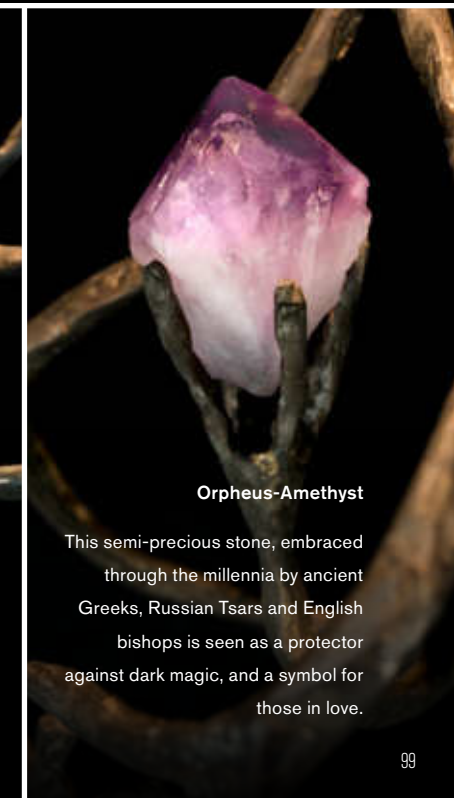 Orpheus-Amethyst
This semi-precious stone, embraced
through the millennia by ancient
Greeks, Russian Tsars and English
bishops is seen as a protector
against dark magic, and a symbol for
those in love.
99